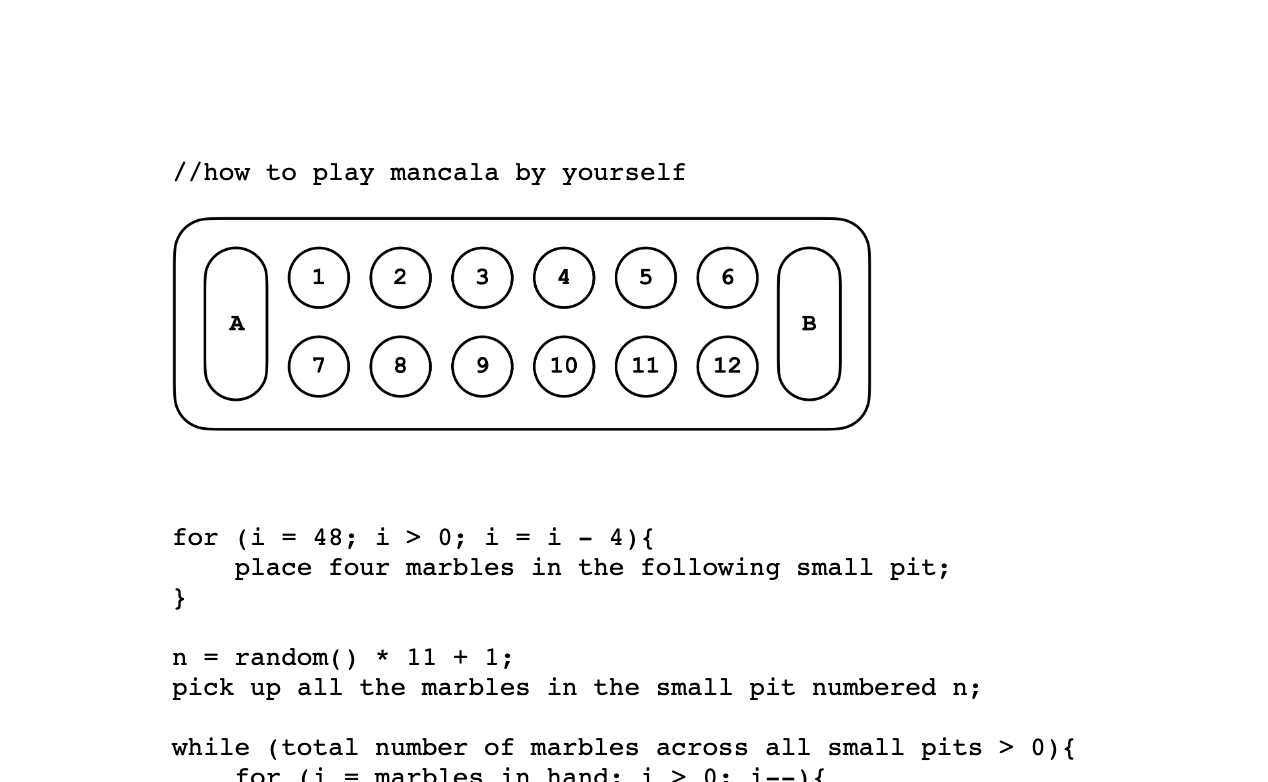 //how to play mancala by yourself
1 2 3 4 5 6
A B
7 8 9 10 11 12
for (i = 48; i > 0; i = i - 4){
place four marbles in the following small pit;
}
n = random() * 11 + 1;
pick up all the marbles in the small pit numbered n;
while (total number of marbles across all small pits > 0){
for (i = marbles in hand; i > 0; i--){